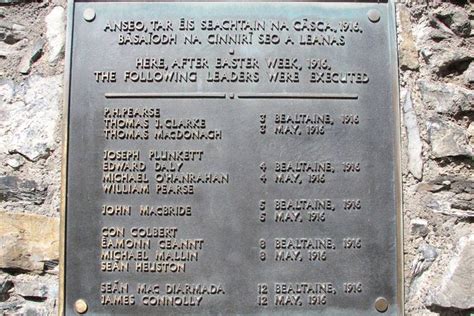 ANSEO, TAR ÉIS SEACHTAIN NA CÁSCA, 1916,
BÁSAÍODH NA CINNIRÍ SEO A LEANAS
HERE, AFTER EASTER WEEK, 1916,
THE FOLLOWING LEADERS WERE EXECUTED
P.H. PEARSE
THOMAS J. CLARKE 3 BEALTAINE, 1916
THOMAS MACDONAGH 3 MAY, 1916
JOSEPH PLUNKETT
EDWARD DALY 4 BEALTAINE, 1916
MICHAEL O'HANRAHAN 4 MAY, 1916
WILLIAM PEARSE
JOHN MACBRIDE 5 BEALTAINE, 1916
5 MAY, 1916
CON COLBERT
ÉAMONN CEANNT 8 BEALTAINE, 1916
MICHAEL MALLIN 8 MAY, 1916
SEÁN HEUSTON
SEÁN MAC DIARMADA 12 BEALTAINE, 1916
JAMES CONNOLLY 12 MAY, 1916